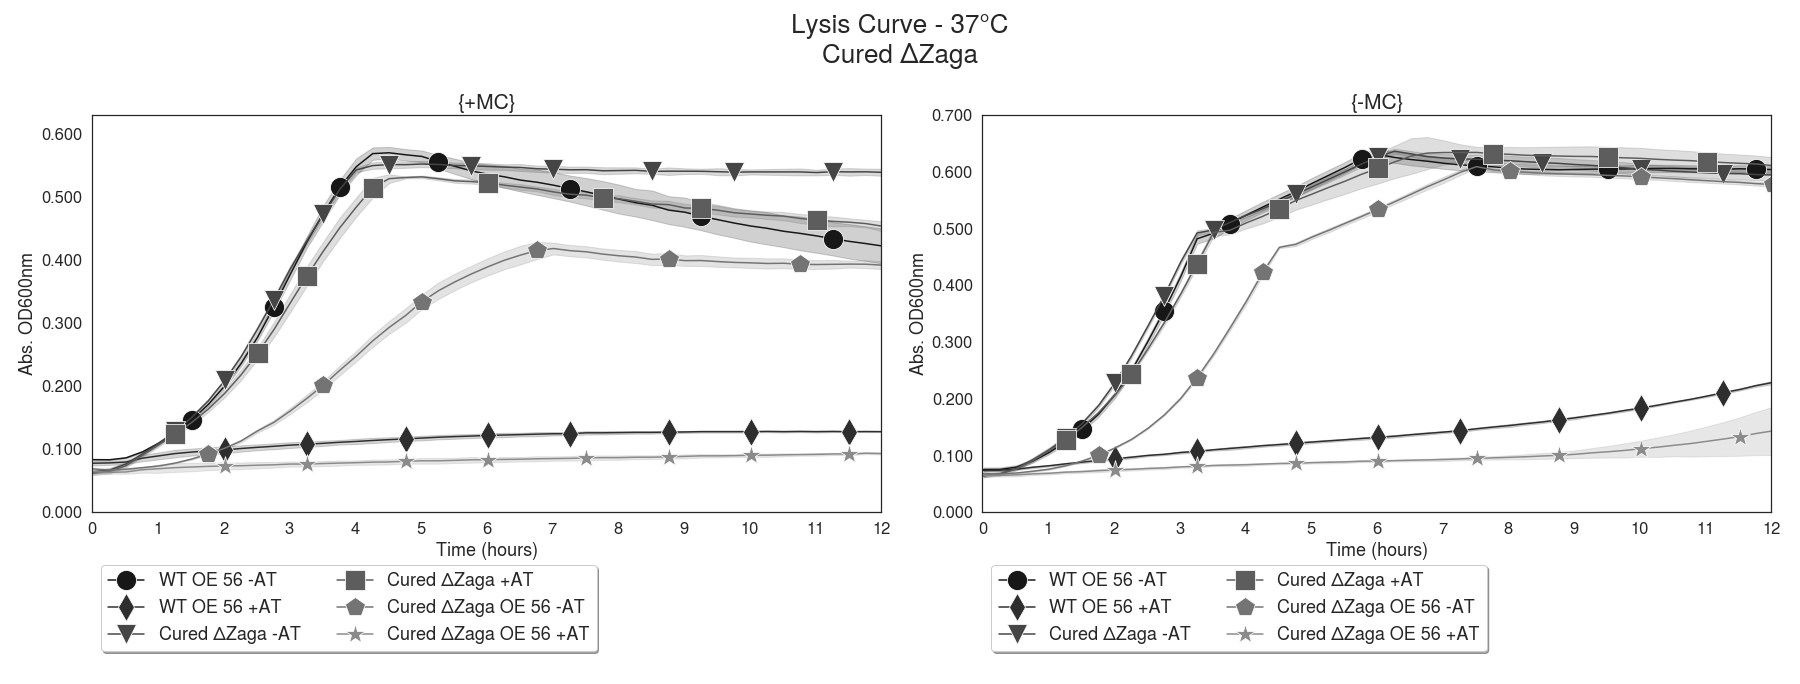 Lysis Curve - 37°C
Cured ΔZaga
{+MC}
0.600
0.500
0.400
0.300
0.200
0.100
0.000
Abs. OD600nm
0 1 2 3 4 5 6 7 8 9 10 11 12
Time (hours)
WT OE 56 -AT
WT OE 56 +AT
Cured ΔZaga -AT
Cured ΔZaga +AT
Cured ΔZaga OE 56 -AT
Cured ΔZaga OE 56 +AT
{-MC}
0.700
0.600
0.500
0.400
0.300
0.200
0.100
0.000
Abs. OD600nm
0 1 2 3 4 5 6 7 8 9 10 11 12
Time (hours)
WT OE 56 -AT
WT OE 56 +AT
Cured ΔZaga -AT
Cured ΔZaga +AT
Cured ΔZaga OE 56 -AT
Cured ΔZaga OE 56 +AT